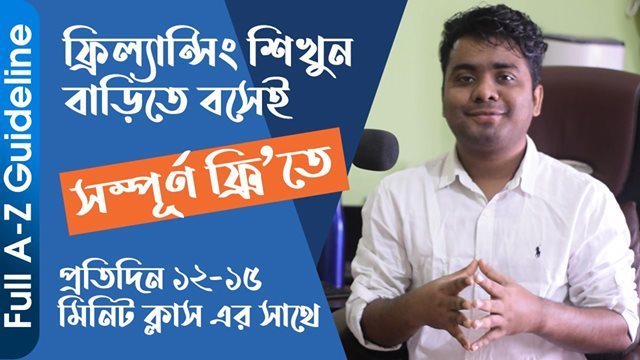 Full A-Z Guideline
ফ্রিল্যান্সিং শিখুন
বাড়িতে বসেই
সম্পূর্ণ ফ্রি'তে
প্রতিদিন ১২-১৫
মিনিট ক্লাস এর সাথে